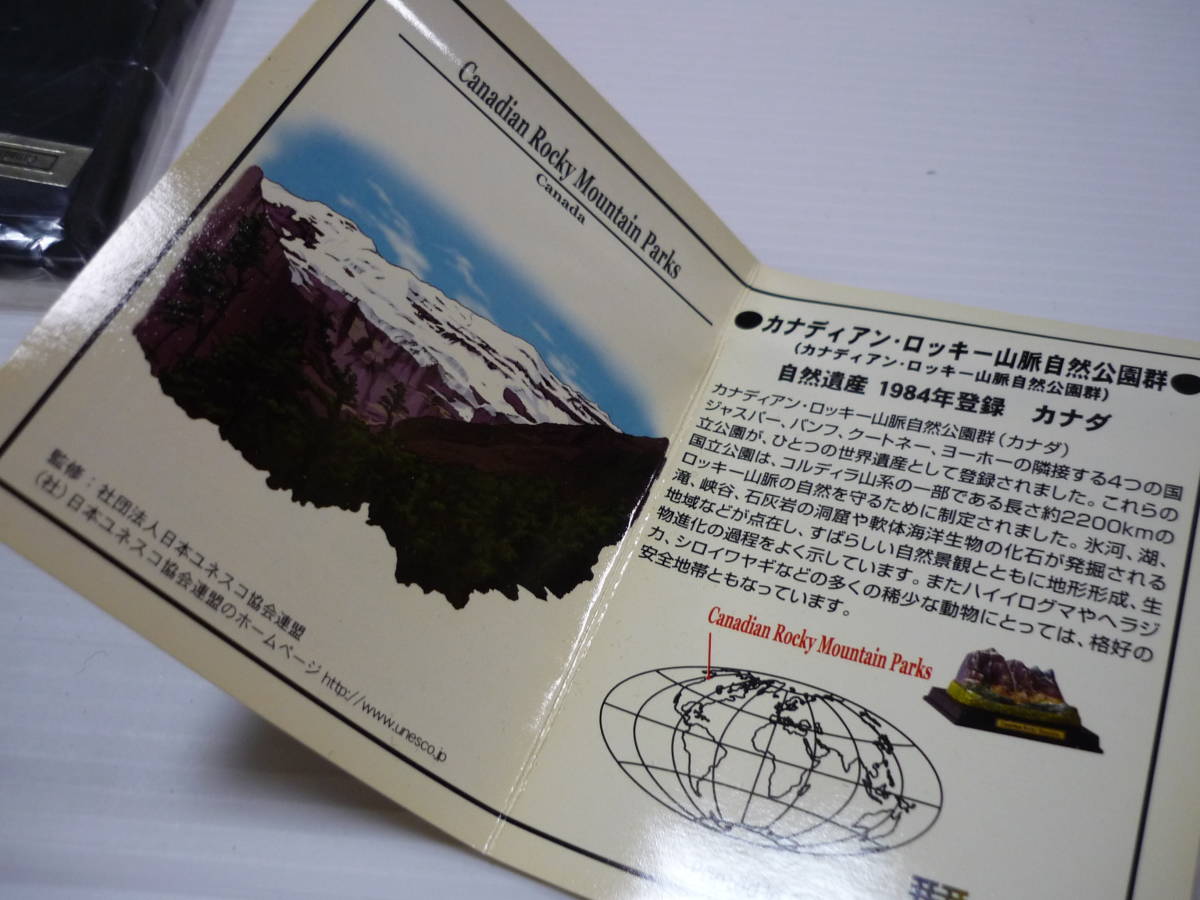 Canadian Rocky Mountain Parks
Canada
監修：社団法人日本ユネスコ協会連盟
(社)日本ユネスコ協会連盟のホームページ http://www.unesco.jp
●カナディアン・ロッキー山脈自然公園群●
(カナディアン・ロッキー山脈自然公園群)
自然遺産 1984年登録 カナダ
カナディアン・ロッキー山脈自然公園群(カナダ)
ジャスパー、バンフ、クートネー、ヨーホーの隣接する4つの国
立公園が、ひとつの世界遺産として登録されました。これらの
国立公園は、コルディラ山系の一部である長さ約2200kmの
ロッキー山脈の自然を守るために制定されました。氷河、湖、
滝、峡谷、石灰岩の洞窟や軟体海洋生物の化石が発掘される
地域などが点在し、すばらしい自然景観とともに地形形成、生
物進化の過程をよく示しています。またハイイログマやヘラジ
カ、シロイワヤギなどの多くの稀少な動物にとっては、格好の
安全地帯ともなっています。
Canadian Rocky Mountain Parks